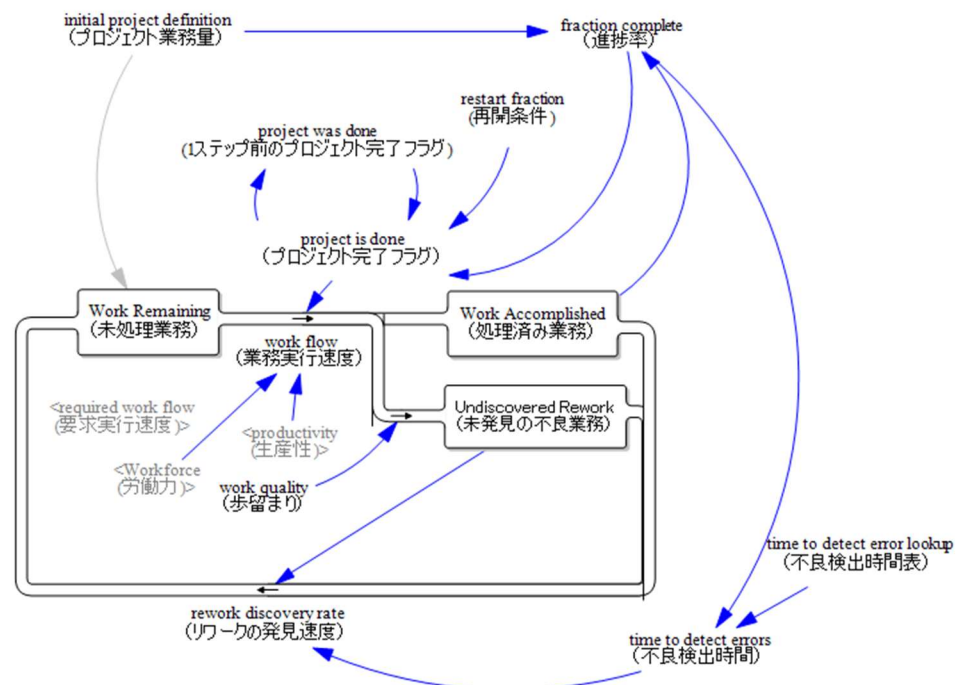 initial project definition
(プロジェクト業務量)
fraction complete
(進捗率)
restart fraction
(再開条件)
project was done
(1ステップ前のプロジェクト完了フラグ)
project is done
(プロジェクト完了フラグ)
Work Remaining
(未処理業務)
Work Accomplished
(処理済み業務)
work flow
(業務実行速度)
Undiscovered Rework
(未発見の不良業務)
<required work flow
(要求実行速度)>
<productivity
(生産性)>
<Workforce
(労働力)>
work quality
(歩留まり)
time to detect error lookup
(不良検出時間表)
rework discovery rate
(リワークの発見速度)
time to detect errors
(不良検出時間)